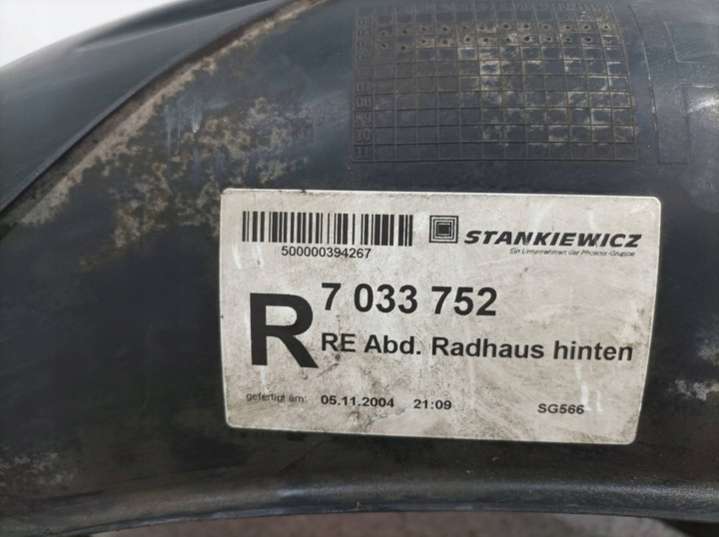 500000394267
STANKIEWICZ
Ein Unternehmen der Phoenix-Gruppe
R
7 033 752
RE Abd. Radhaus hinten
gefertigt am: 05.11.2004 21:09 SG566